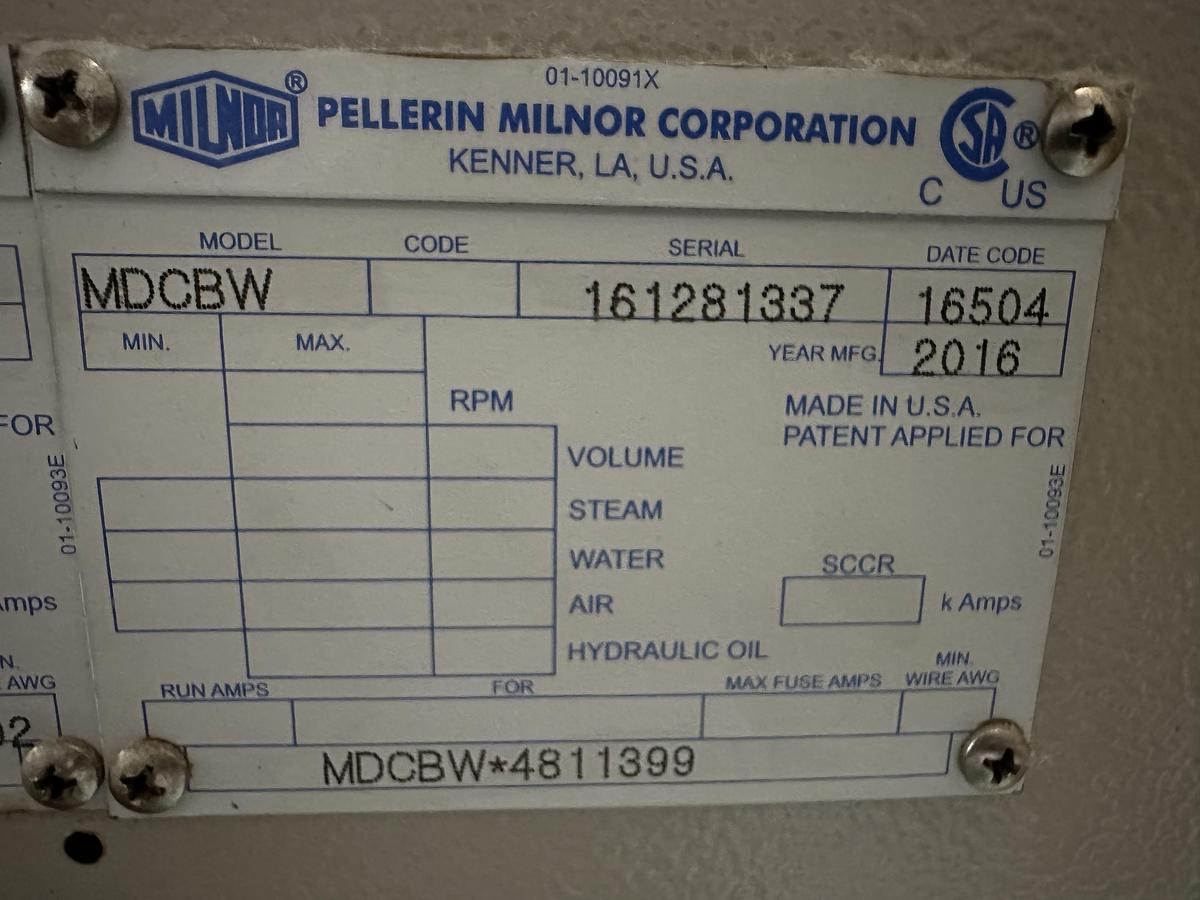 01-10091X
MILNOR®
PELLERIN MILNOR CORPORATION
KENNER, LA, U.S.A.
CSA®
C US
MODEL CODE SERIAL DATE CODE
MDCBW 161281337 16504
MIN. MAX. YEAR MFG. 2016
RPM
MADE IN U.S.A.
PATENT APPLIED FOR
VOLUME
STEAM
WATER
AIR
HYDRAULIC OIL
SCCR
k Amps
01-10093E
RUN AMPS FOR MAX FUSE AMPS MIN. WIRE AWG
MDCBW*4811399
FOR
01-10093E
Amps
N.
AWG
02